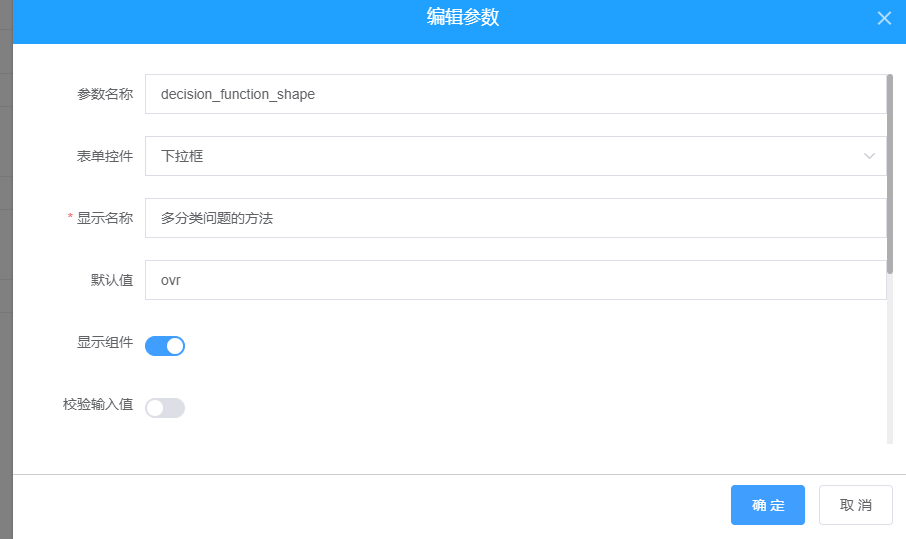 编辑参数
参数名称 decision_function_shape
表单控件 下拉框
* 显示名称 多分类问题的方法
默认值 ovr
显示组件
校验输入值
确 定 取 消